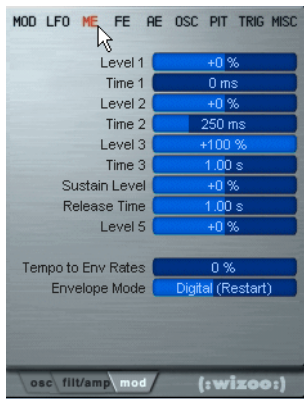 MOD LFO ME FE AE OSC PIT TRIG MISC
Level 1 +0 %
Time 1 0 ms
Level 2 +0 %
Time 2 250 ms
Level 3 +100 %
Time 3 1.00 s
Sustain Level +0 %
Release Time 1.00 s
Level 5 +0 %
Tempo to Env Rates 0 %
Envelope Mode Digital (Restart)
osc filt/amp mod (:wizoo:)